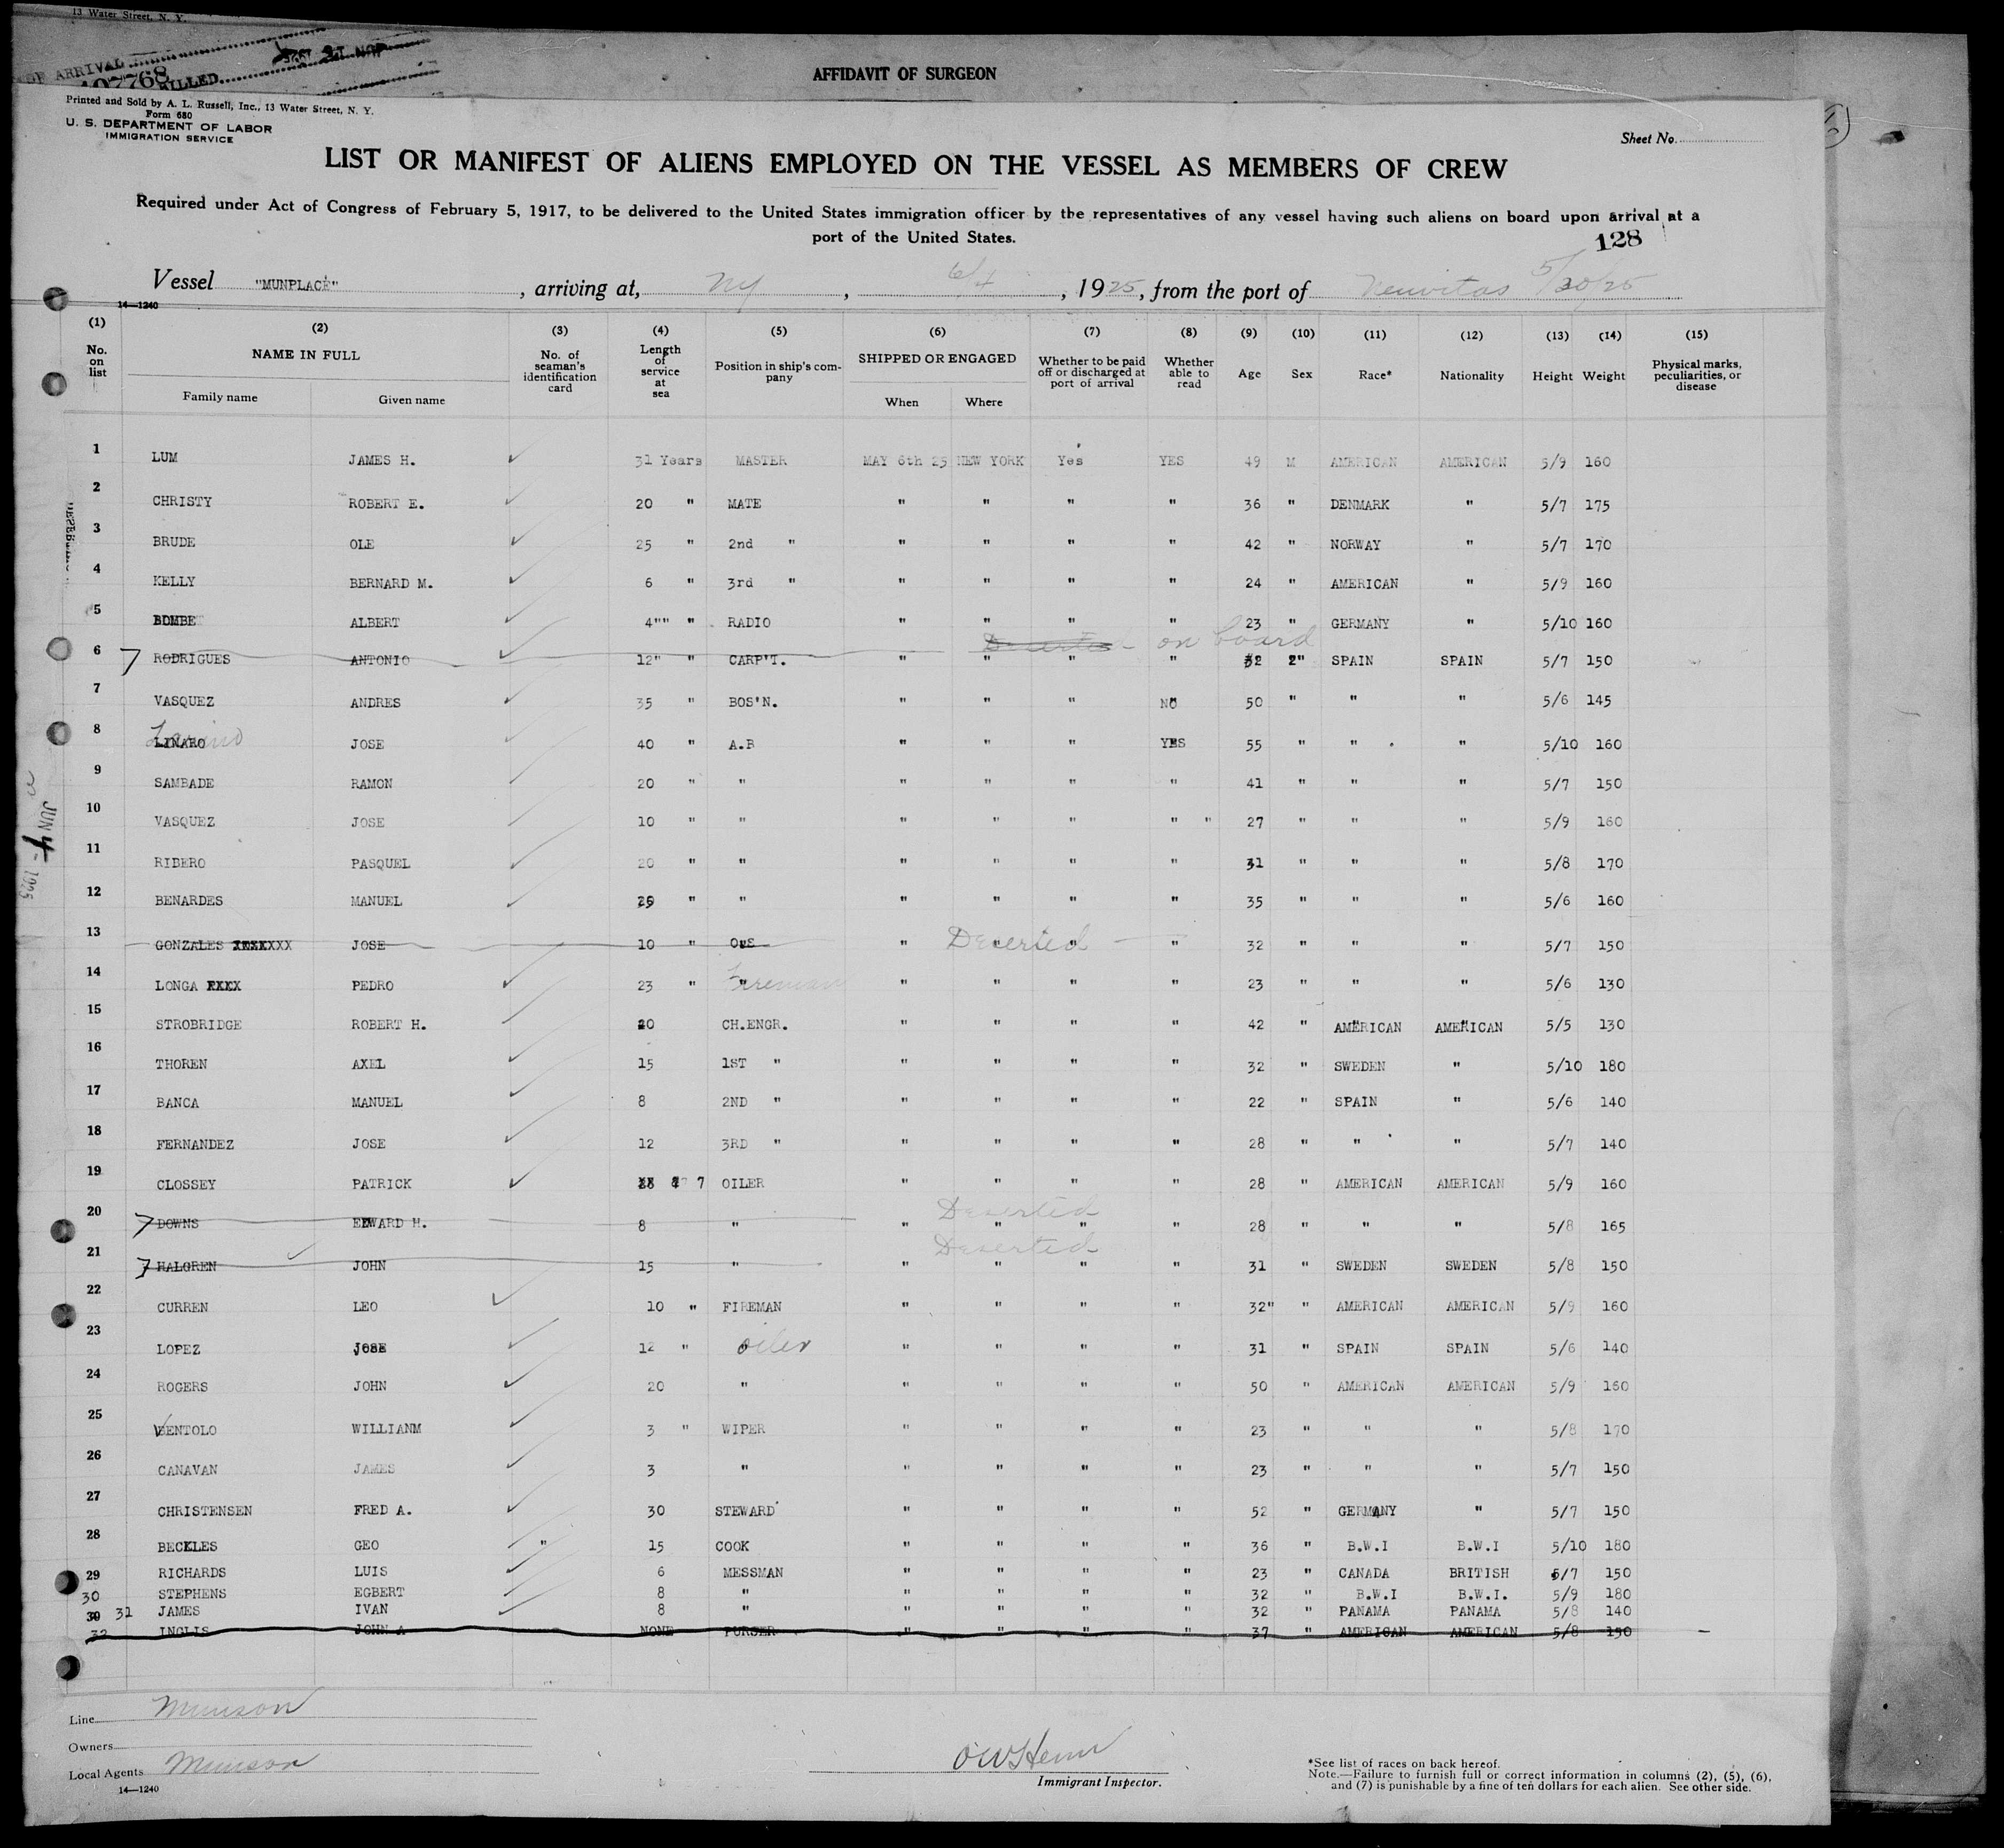 13 Water Street, N. Y.
OF ARRIVAL
107768
FILLED
AFFIDAVIT OF SURGEON
Printed and Sold by A. L. Russell, Inc., 13 Water Street, N. Y.
Form 680
U. S. DEPARTMENT OF LABOR
IMMIGRATION SERVICE
Sheet No.
LIST OR MANIFEST OF ALIENS EMPLOYED ON THE VESSEL AS MEMBERS OF CREW
Required under Act of Congress of February 5, 1917, to be delivered to the United States immigration officer by the representatives of any vessel having such aliens on board upon arrival at a
port of the United States.
128
Vessel "MUNPLACE", arriving at, NY, 6/4, 1925, from the port of Neuvitas 5/30/25
14—1240
(1) (2) (3) (4) (5) (6) (7) (8) (9) (10) (11) (12) (13) (14) (15)
No. on list NAME IN FULL Family name Given name No. of seaman's identification card Length of service at sea Position in ship's company SHIPPED OR ENGAGED When Where Whether to be paid off or discharged at port of arrival Whether able to read Age Sex Race* Nationality Height Weight Physical marks, peculiarities, or disease
1 LUM JAMES H. 31 Years MASTER MAY 6th 25 NEW YORK Yes YES 49 M AMERICAN AMERICAN 5/9 160
2 CHRISTY ROBERT E. 20 " MATE " " " " 36 " DENMARK " 5/7 175
3 BRUDE OLE 25 " 2nd " " " " " 42 " NORWAY " 5/7 170
4 KELLY BERNARD M. 6 " 3rd " " " " " 24 " AMERICAN " 5/9 160
5 ALBERT 4"" " RADIO " " " " 23 " GERMANY " 5/10 160
Deserted on board
6 RODRIGUES ANTONIO 12" " CARP'T. " " " " 32 2" SPAIN SPAIN 5/7 150
7 VASQUEZ ANDRES 35 " BOS'N. " " " NO 50 " " " 5/6 145
8 LINARO JOSE 40 " A.B " " " YES 55 " " " 5/10 160
9 SAMBADE RAMON 20 " " " " " " 41 " " " 5/7 150
10 VASQUEZ JOSE 10 " " " " " " " 27 " " " 5/9 160
11 RIBERO PASQUEL 20 " " " " " " 31 " " " 5/8 170
12 BENARDES MANUEL 25 " " " " " " 35 " " " 5/6 160
13 GONZALES JOSE 10 " O.S " Deserted " " " 32 " " " 5/7 150
14 LONGA PEDRO 23 " Fireman " " " " 23 " " " 5/6 130
15 STROBRIDGE ROBERT H. 20 CH.ENGR. " " " " 42 " AMERICAN AMERICAN 5/5 130
16 THOREN AXEL 15 1ST " " " " " 32 " SWEDEN " 5/10 180
17 BANCA MANUEL 8 2ND " " " " " 22 " SPAIN " 5/6 140
18 FERNANDEZ JOSE 12 3RD " " " " " 28 " " " 5/7 140
19 CLOSSEY PATRICK 7 OILER " " " " 28 " AMERICAN AMERICAN 5/9 160
Deserted
20 DOWNS EDWARD H. 8 " " " " " 28 " " " 5/8 165
Deserted
21 HALGREN JOHN 15 " " " " " 31 " SWEDEN SWEDEN 5/8 150
22 CURREN LEO 10 " FIREMAN " " " " 32" " AMERICAN AMERICAN 5/9 160
23 LOPEZ JOSE 12 " oiler " " " " 31 " SPAIN SPAIN 5/6 140
24 ROGERS JOHN 20 " " " " " 50 " AMERICAN AMERICAN 5/9 160
25 VENTOLO WILLIANM 3 " WIPER " " " " 23 " " " 5/8 170
26 CANAVAN JAMES 3 " " " " " 23 " " " 5/7 150
27 CHRISTENSEN FRED A. 30 STEWARD " " " " 52 " GERMANY " 5/7 150
28 BECKLES GEO " 15 COOK " " " " 36 " B.W.I B.W.I 5/10 180
29 RICHARDS LUIS 6 MESSMAN " " " " 23 " CANADA BRITISH 5/7 150
30 STEPHENS EGBERT 8 " " " " " 32 " B.W.I B.W.I. 5/9 180
30 31 JAMES IVAN 8 " " " " " 32 " PANAMA PANAMA 5/8 140
32 INGLIS JOHN A NONE PURSER " " " " 37 " AMERICAN AMERICAN 5/8 190
JUN 4 - 1925
Line Munson
Owners
Local Agents Munson
14—1240
Immigrant Inspector.
*See list of races on back hereof.
Note.—Failure to furnish full or correct information in columns (2), (5), (6),
and (7) is punishable by a fine of ten dollars for each alien. See other side.